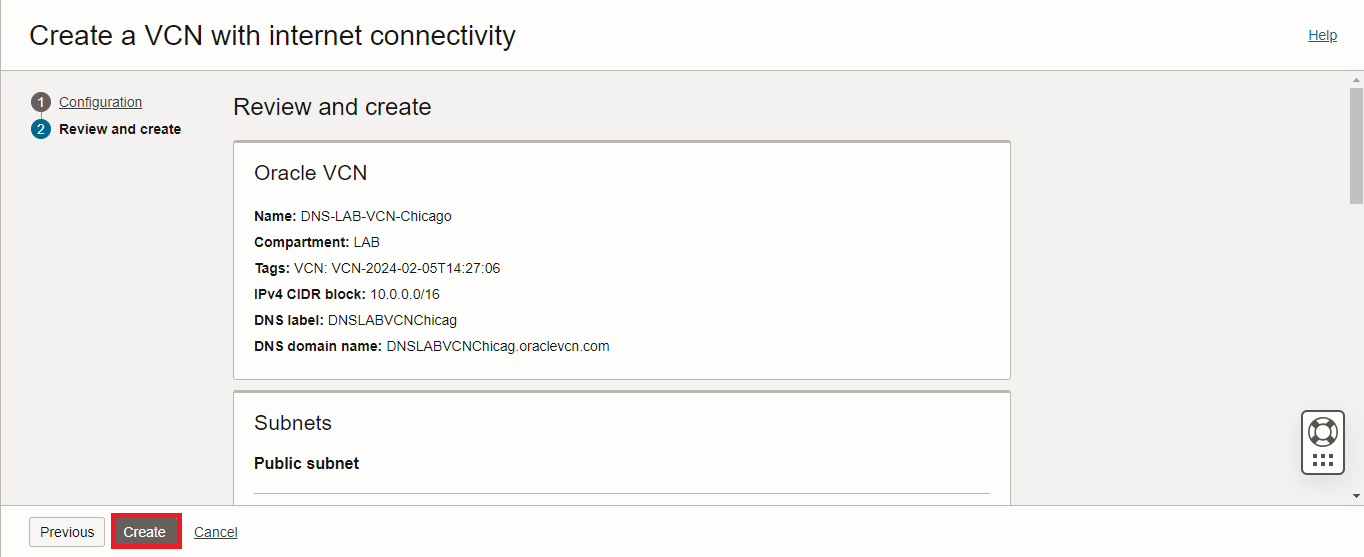 Create a VCN with internet connectivity
Help
1 Configuration
2 Review and create
Review and create
Oracle VCN
Name: DNS-LAB-VCN-Chicago
Compartment: LAB
Tags: VCN: VCN-2024-02-05T14:27:06
IPv4 CIDR block: 10.0.0.0/16
DNS label: DNSLABVCNChicag
DNS domain name: DNSLABVCNChicag.oraclevcn.com
Subnets
Public subnet
Previous Create Cancel